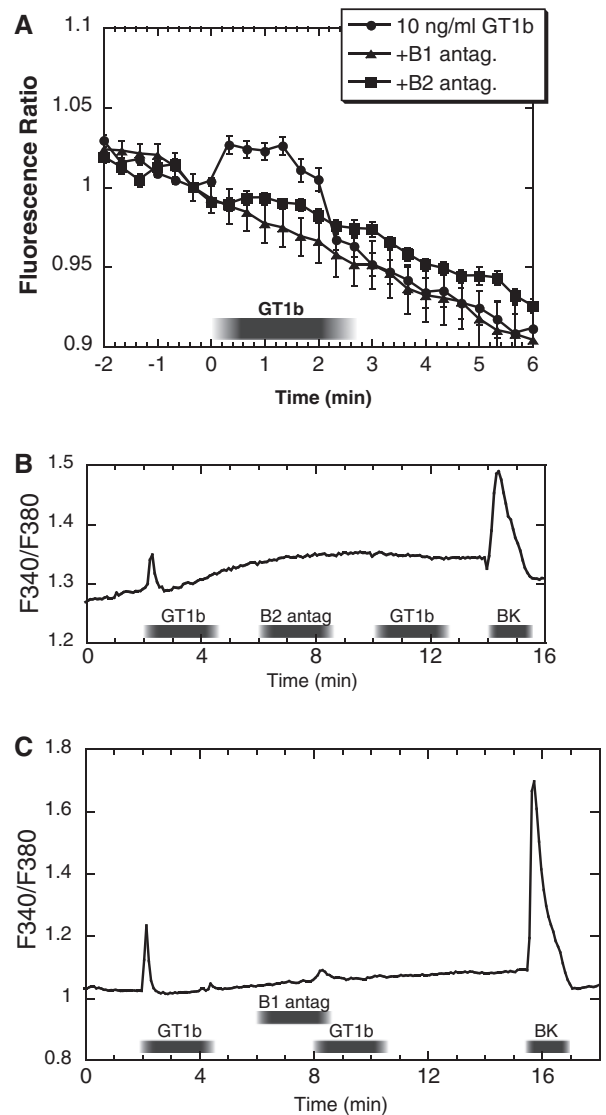 A
1.1
10 ng/ml GT1b
+B1 antag.
+B2 antag.
1.05
1
0.95
0.9
Fluorescence Ratio
GT1b
-2 -1 0 1 2 3 4 5 6
Time (min)
B
1.5
1.4
1.3
1.2
F340/F380
GT1b B2 antag GT1b BK
0 4 8 12 16
Time (min)
C
1.8
1.6
1.4
1.2
1
0.8
F340/F380
B1 antag
GT1b GT1b BK
0 4 8 12 16
Time (min)